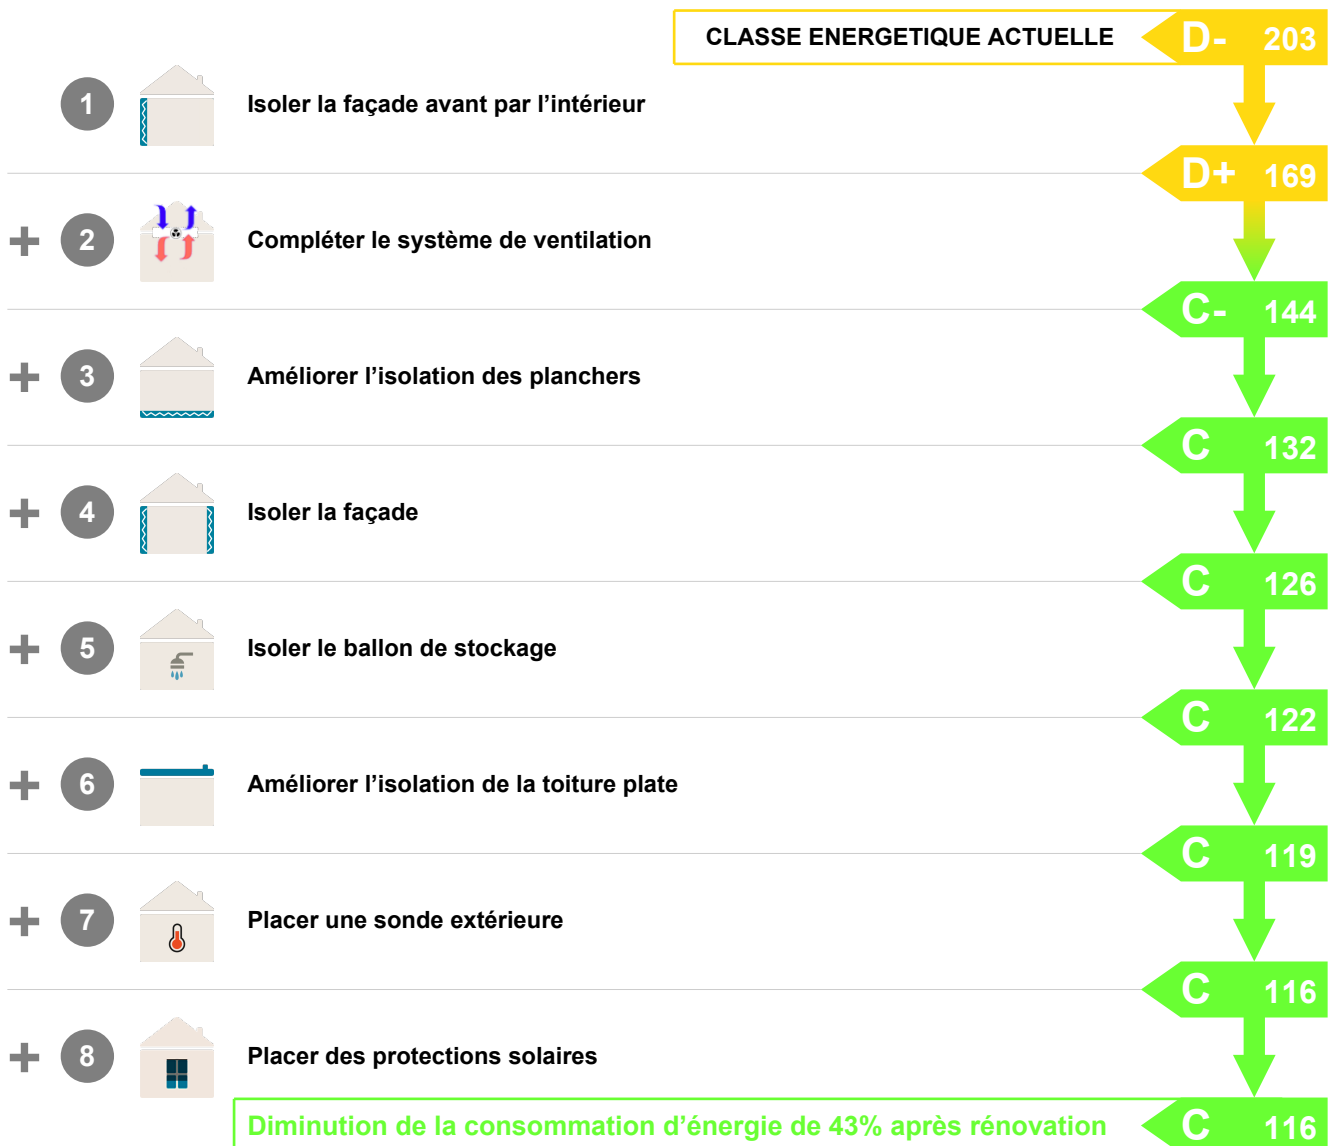 CLASSE ENERGETIQUE ACTUELLE D- 203
1 Isoler la façade avant par l’intérieur
D+ 169
+ 2 Compléter le système de ventilation
C- 144
+ 3 Améliorer l’isolation des planchers
C 132
+ 4 Isoler la façade
C 126
+ 5 Isoler le ballon de stockage
C 122
+ 6 Améliorer l’isolation de la toiture plate
C 119
+ 7 Placer une sonde extérieure
C 116
+ 8 Placer des protections solaires
Diminution de la consommation d’énergie de 43% après rénovation C 116